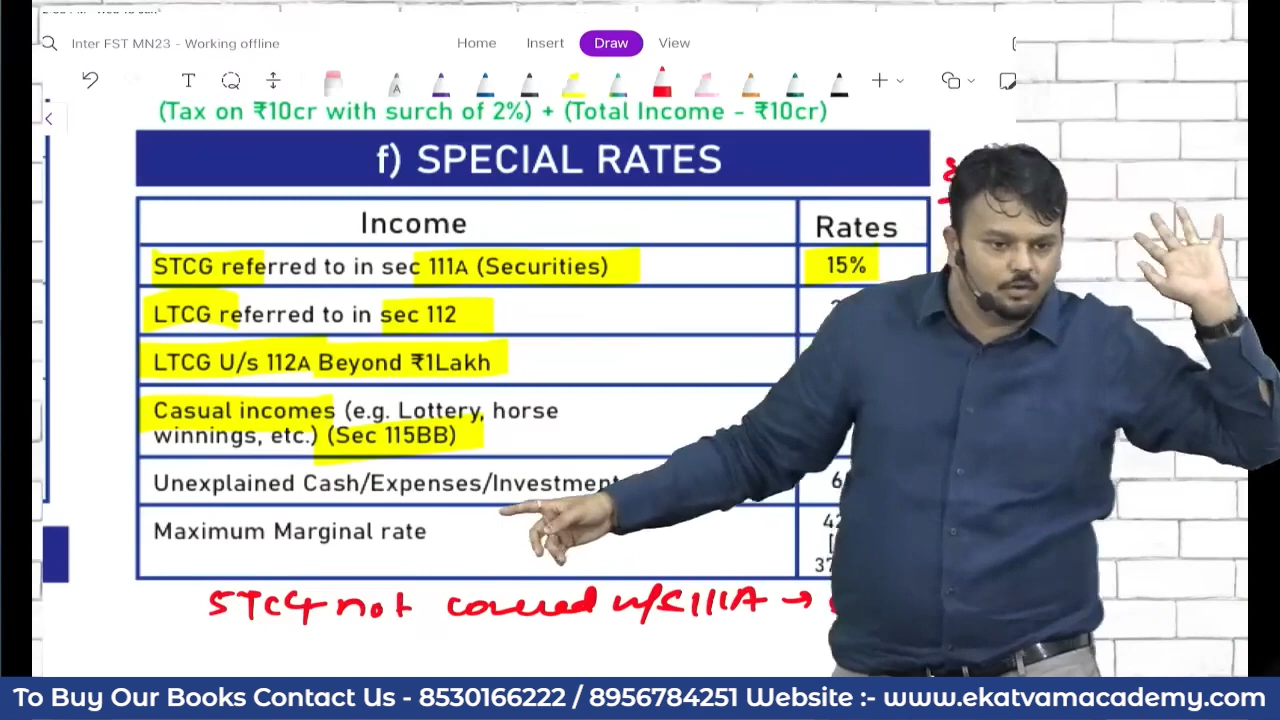 Inter FST MN23 - Working offline
Home Insert Draw View
(Tax on ₹10cr with surch of 2%) + (Total Income - ₹10cr)
f) SPECIAL RATES
Income Rates
STCG referred to in sec 111A (Securities) 15%
LTCG referred to in sec 112
LTCG U/s 112A Beyond ₹1Lakh
Casual incomes (e.g. Lottery, horse
winnings, etc.) (Sec 115BB)
Unexplained Cash/Expenses/Investment
Maximum Marginal rate
37
STCG not covered u/s 111A →
To Buy Our Books Contact Us - 8530166222 / 8956784251 Website :- www.ekatvamacademy.com